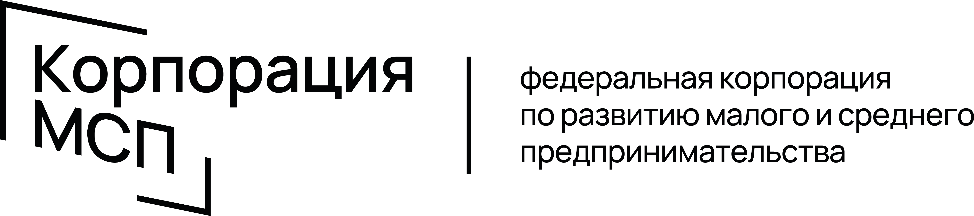 Корпорация
МСП
федеральная корпорация
по развитию малого и среднего
предпринимательства